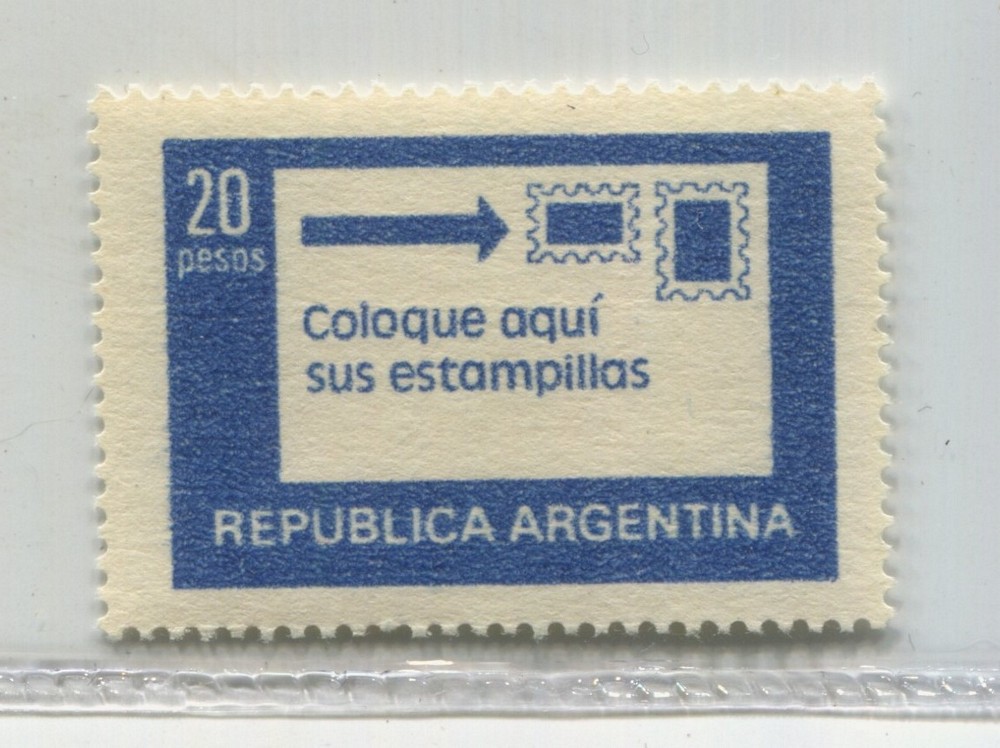 20
pesos
Coloque aquí
sus estampillas
REPUBLICA ARGENTINA